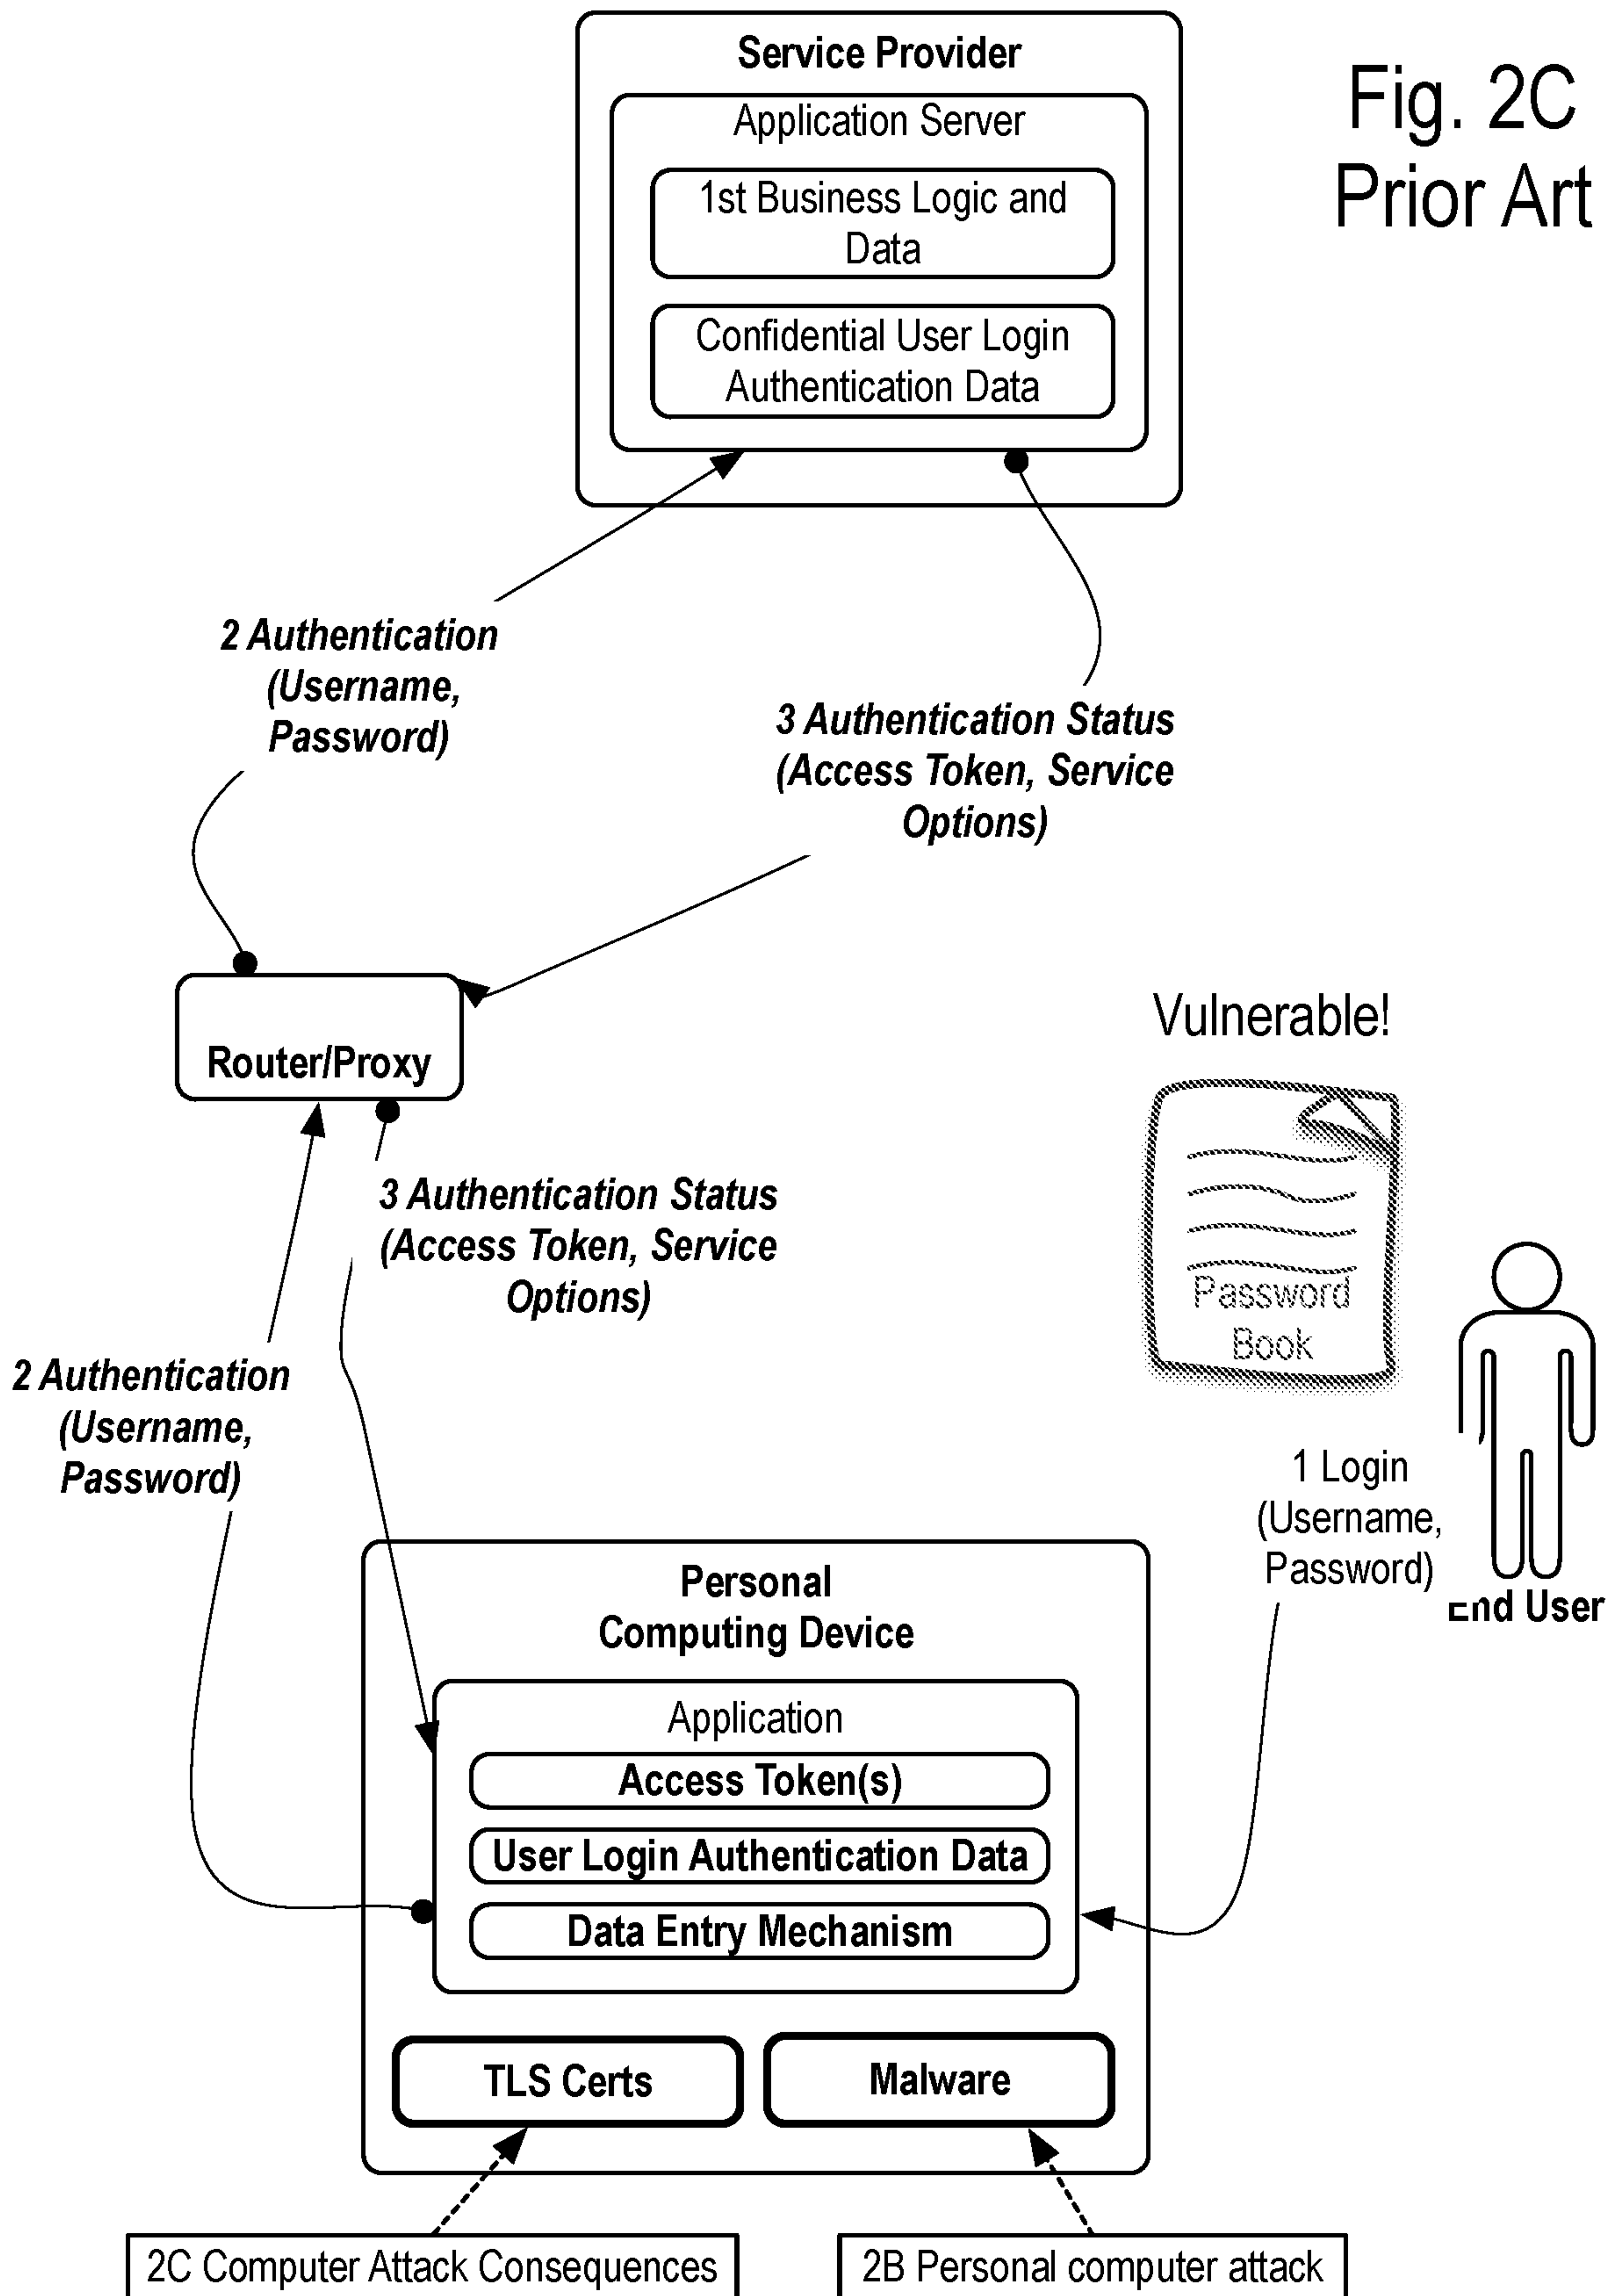 Service Provider
Fig. 2C
Prior Art
Application Server
1st Business Logic and
Data
Confidential User Login
Authentication Data
2 Authentication
(Username,
Password)
3 Authentication Status
(Access Token, Service
Options)
Router/Proxy
Vulnerable!
3 Authentication Status
(Access Token, Service
Options)
Password
Book
2 Authentication
(Username,
Password)
1 Login
(Username,
Password)
End User
Personal
Computing Device
Application
Access Token(s)
User Login Authentication Data
Data Entry Mechanism
TLS Certs
Malware
2C Computer Attack Consequences
2B Personal computer attack